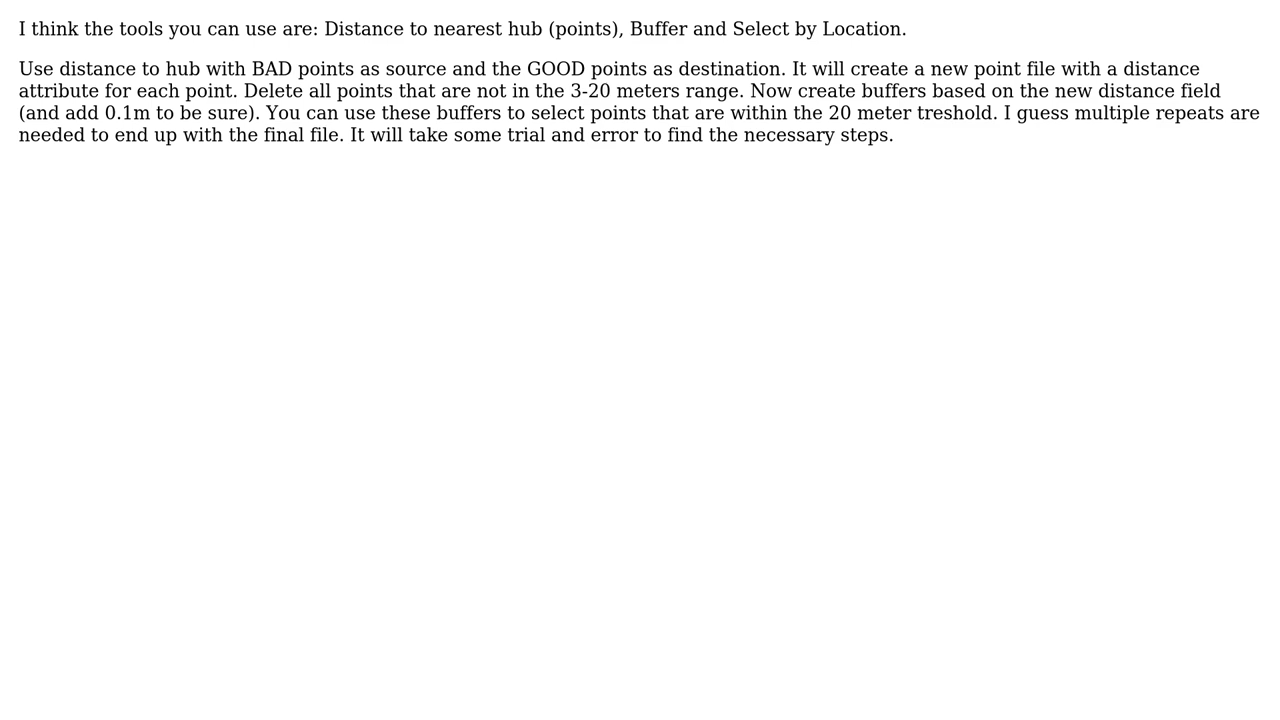 I think the tools you can use are: Distance to nearest hub (points), Buffer and Select by Location.
Use distance to hub with BAD points as source and the GOOD points as destination. It will create a new point file with a distance
attribute for each point. Delete all points that are not in the 3-20 meters range. Now create buffers based on the new distance field
(and add 0.1m to be sure). You can use these buffers to select points that are within the 20 meter treshold. I guess multiple repeats are
needed to end up with the final file. It will take some trial and error to find the necessary steps.